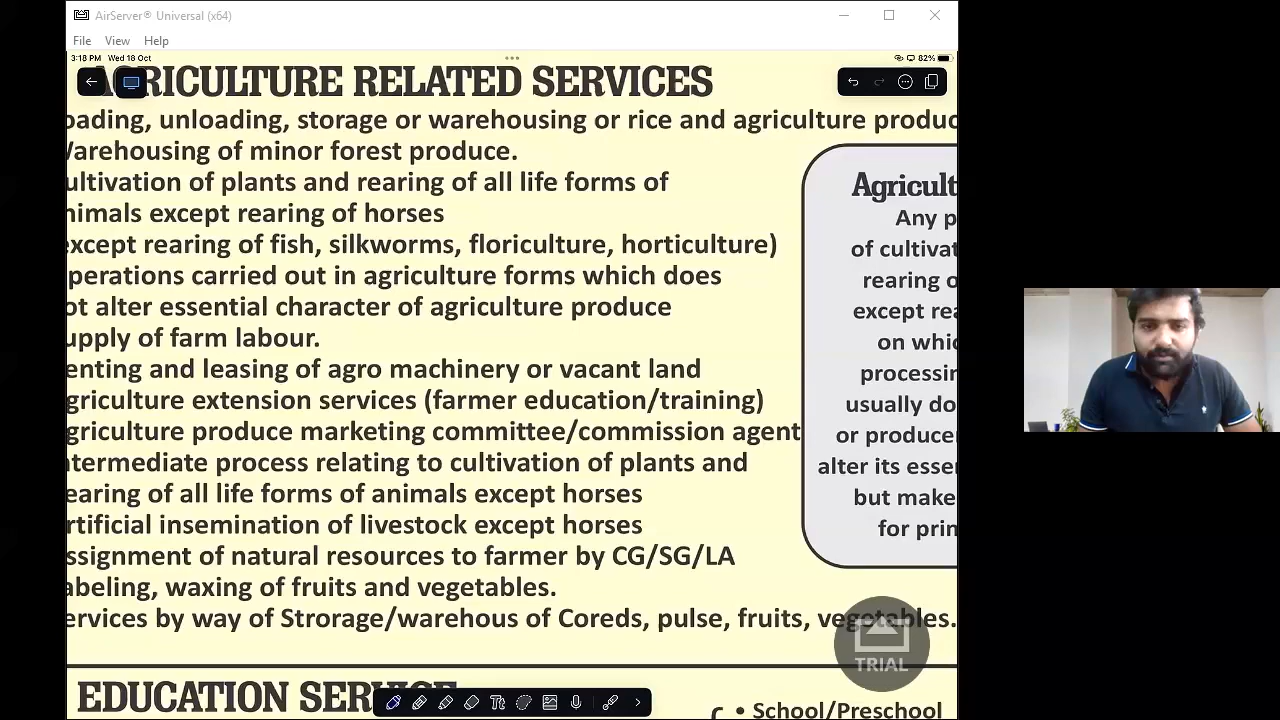 AirServer® Universal (x64)
File View Help
3:18 PM Wed 18 Oct
82%
AGRICULTURE RELATED SERVICES
oading, unloading, storage or warehousing or rice and agriculture produc
Warehousing of minor forest produce.
ultivation of plants and rearing of all life forms of
nimals except rearing of horses
except rearing of fish, silkworms, floriculture, horticulture)
perations carried out in agriculture forms which does
ot alter essential character of agriculture produce
upply of farm labour.
enting and leasing of agro machinery or vacant land
griculture extension services (farmer education/training)
griculture produce marketing committee/commission agent
ntermediate process relating to cultivation of plants and
earing of all life forms of animals except horses
rtificial insemination of livestock except horses
ssignment of natural resources to farmer by CG/SG/LA
abeling, waxing of fruits and vegetables.
ervices by way of Strorage/warehous of Coreds, pulse, fruits, vegetables.
Agricult
Any p
of cultivat
rearing o
except rea
on whic
processin
usually do
or producer
alter its esse
but make
for prin
TRIAL
EDUCATION SERVICE
Tt
• School/Preschool